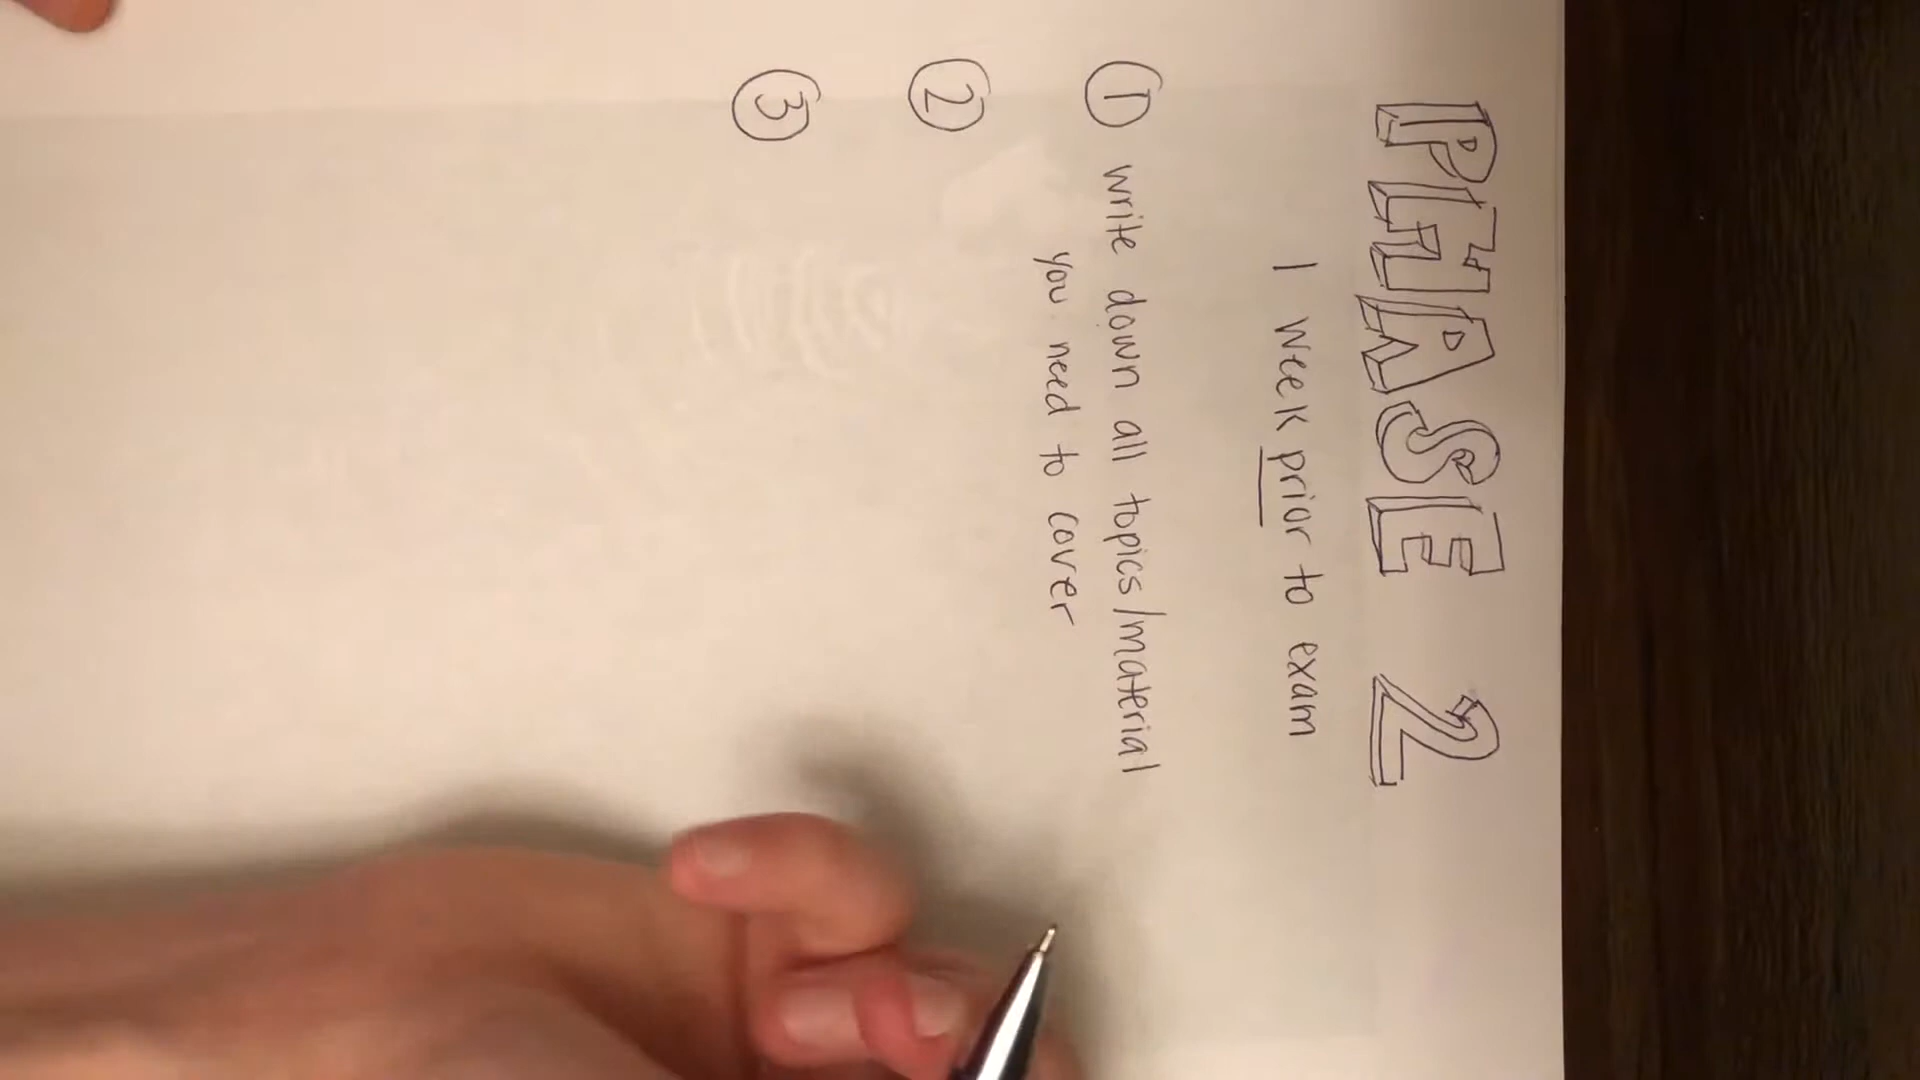 PHASE 2
1 week prior to exam
① write down all topics/material
you need to cover
②
③